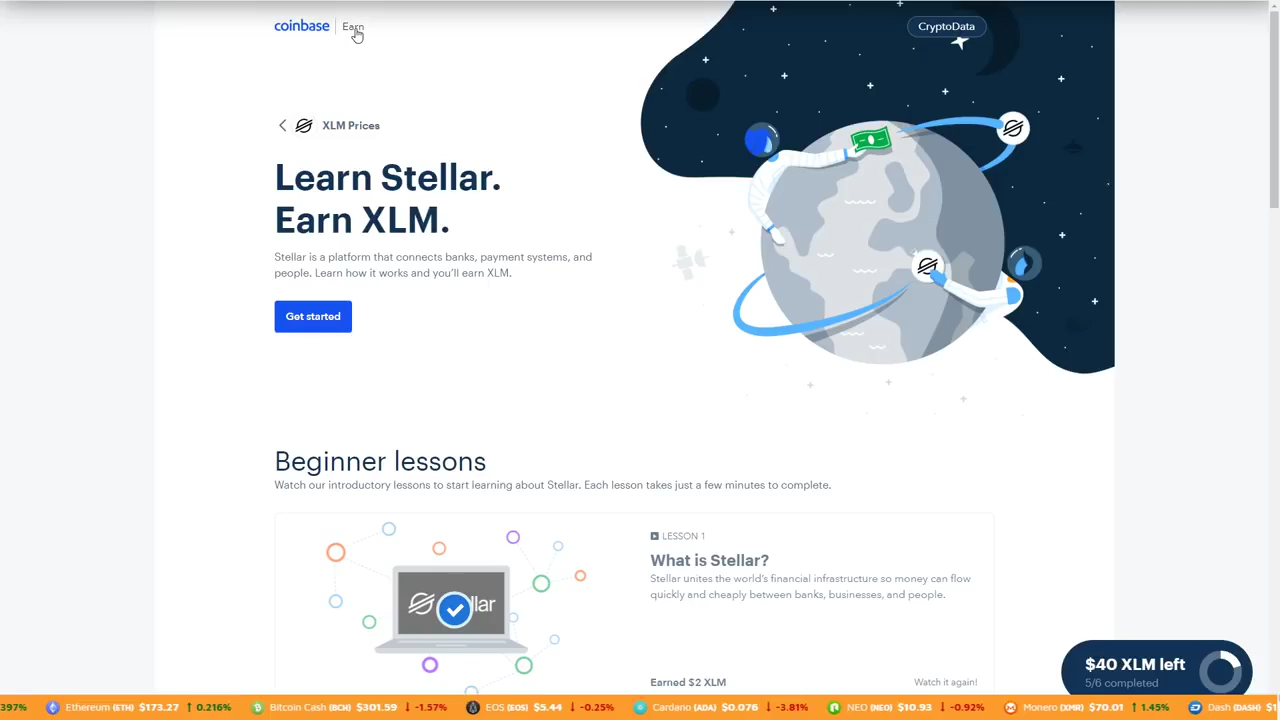 coinbase Earn
CryptoData
XLM Prices
Learn Stellar.
Earn XLM.
Stellar is a platform that connects banks, payment systems, and
people. Learn how it works and you'll earn XLM.
Get started
Beginner lessons
Watch our introductory lessons to start learning about Stellar. Each lesson takes just a few minutes to complete.
LESSON 1
What is Stellar?
Stellar unites the world's financial infrastructure so money can flow
quickly and cheaply between banks, businesses, and people.
Earned $2 XLM
Watch it again!
$40 XLM left
5/6 completed
397% Ethereum (ETH) $173.27 ↑ 0.216% Bitcoin Cash (BCH) $301.59 ↓ -1.57% EOS (EOS) $5.44 ↓ -0.25% Cardano (ADA) $0.076 ↓ -3.81% NEO (NEO) $10.93 ↓ -0.92% Monero (XMR) $70.01 ↑ 1.45% Dash (DASH) $1